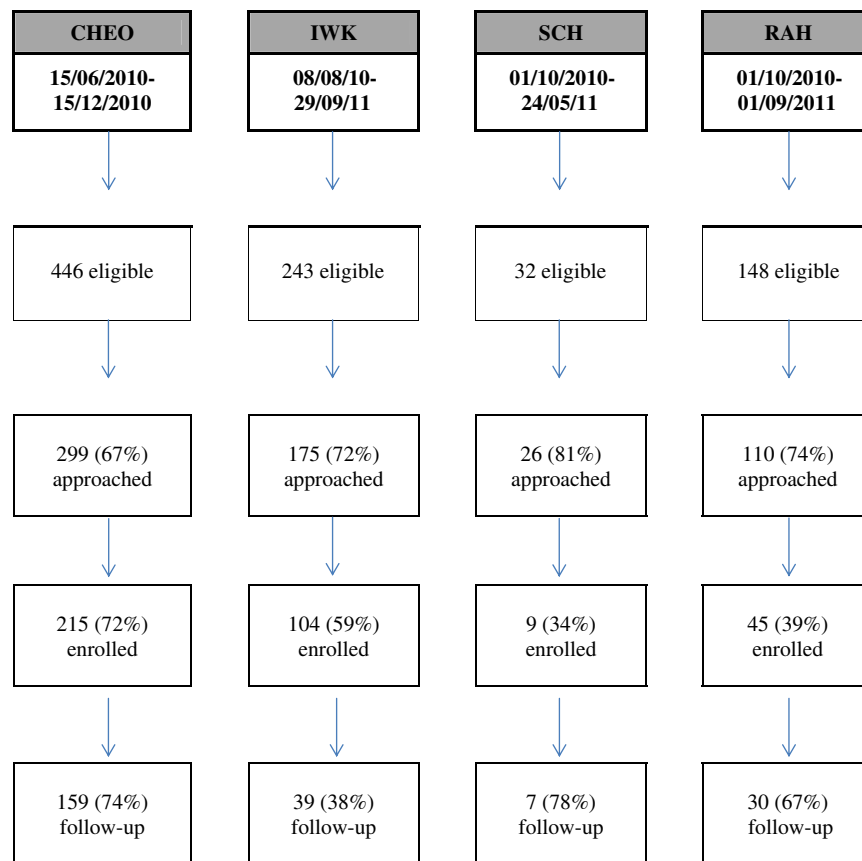 CHEO
15/06/2010-
15/12/2010
446 eligible
299 (67%)
approached
215 (72%)
enrolled
159 (74%)
follow-up
IWK
08/08/10-
29/09/11
243 eligible
175 (72%)
approached
104 (59%)
enrolled
39 (38%)
follow-up
SCH
01/10/2010-
24/05/11
32 eligible
26 (81%)
approached
9 (34%)
enrolled
7 (78%)
follow-up
RAH
01/10/2010-
01/09/2011
148 eligible
110 (74%)
approached
45 (39%)
enrolled
30 (67%)
follow-up